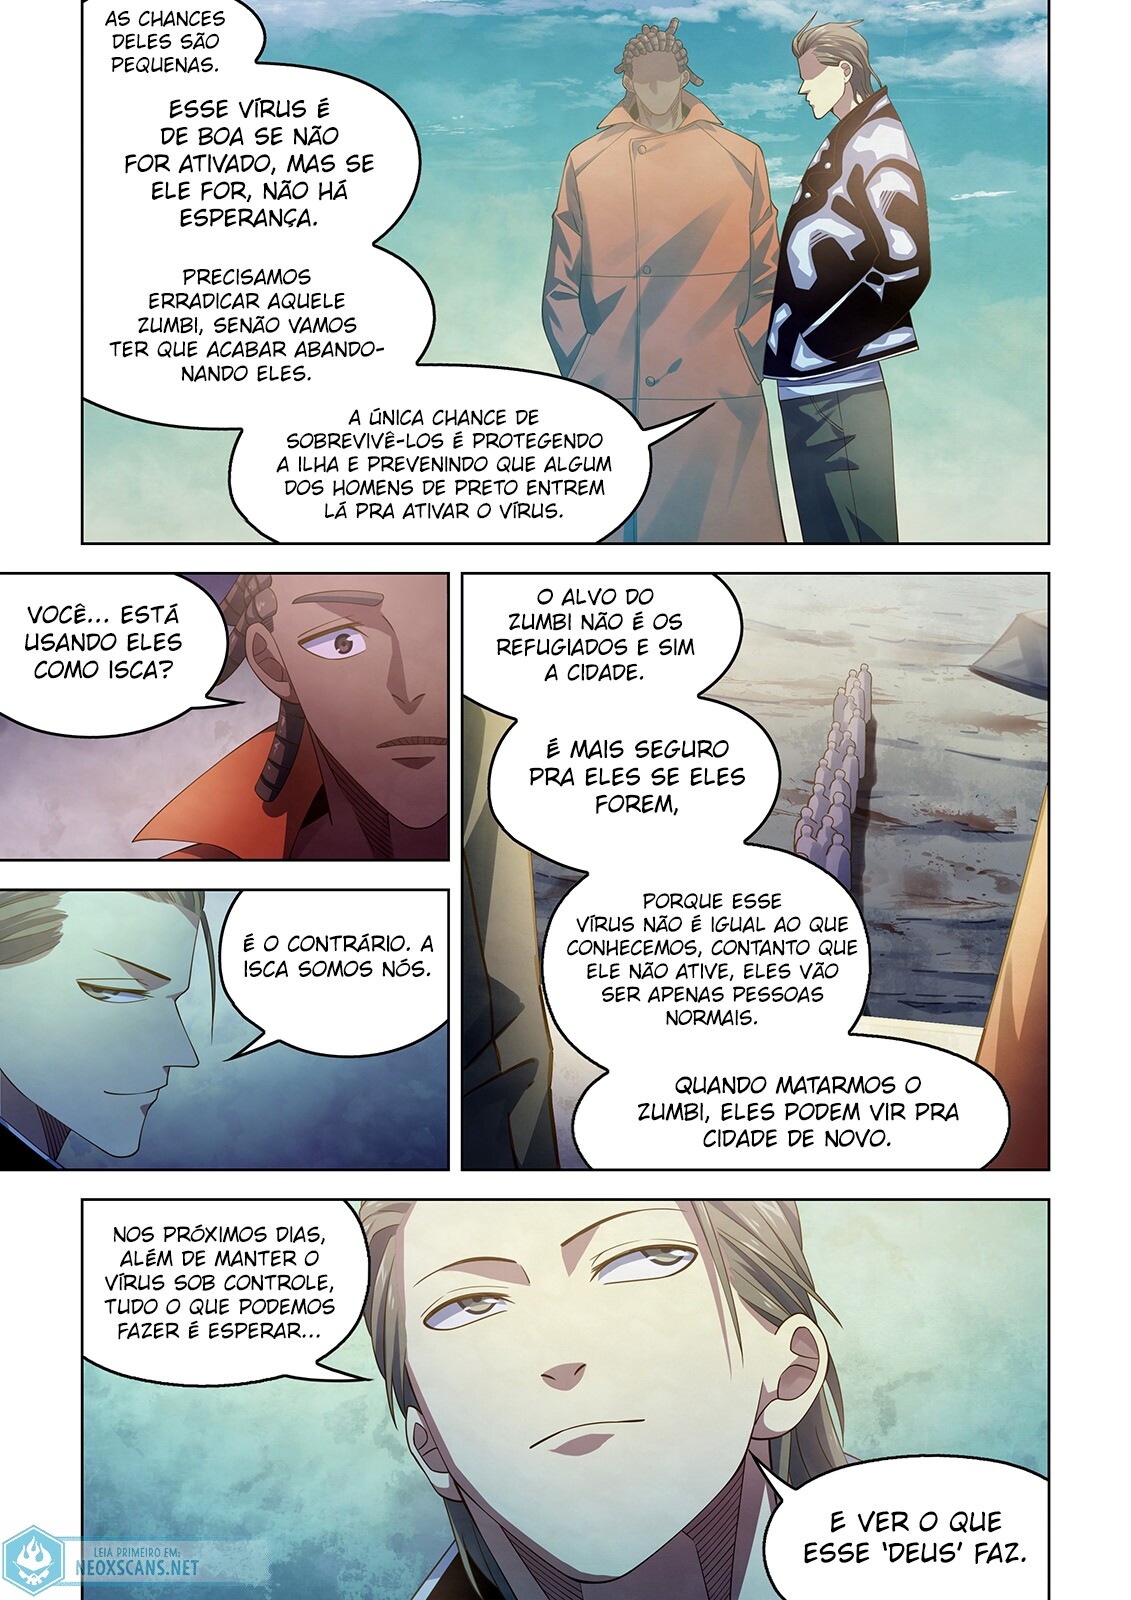 AS CHANCES
DELES SÃO
PEQUENAS.
ESSE VÍRUS É
DE BOA SE NÃO
FOR ATIVADO, MAS SE
ELE FOR, NÃO HÁ
ESPERANÇA.
PRECISAMOS
ERRADICAR AQUELE
ZUMBI, SENÃO VAMOS
TER QUE ACABAR ABANDO-
NANDO ELES.
A ÚNICA CHANCE DE
SOBREVIVÊ-LOS É PROTEGENDO
A ILHA E PREVENINDO QUE ALGUM
DOS HOMENS DE PRETO ENTREM
LÁ PRA ATIVAR O VÍRUS.
VOCÊ... ESTÁ
USANDO ELES
COMO ISCA?
O ALVO DO
ZUMBI NÃO É OS
REFUGIADOS E SIM
A CIDADE.
É MAIS SEGURO
PRA ELES SE ELES
FOREM,
PORQUE ESSE
VÍRUS NÃO É IGUAL AO QUE
CONHECEMOS, CONTANTO QUE
ELE NÃO ATIVE, ELES VÃO
SER APENAS PESSOAS
NORMAIS.
QUANDO MATARMOS O
ZUMBI, ELES PODEM VIR PRA
CIDADE DE NOVO.
É O CONTRÁRIO. A
ISCA SOMOS NÓS.
NOS PRÓXIMOS DIAS,
ALÉM DE MANTER O
VÍRUS SOB CONTROLE,
TUDO O QUE PODEMOS
FAZER É ESPERAR...
E VER O QUE
ESSE 'DEUS' FAZ.
LEIA PRIMEIRO EM:
NEOXSCANS.NET